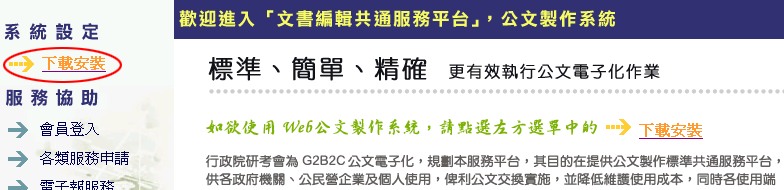 系統設定
下載安裝
服務協助
會員登入
各類服務申請
電子報服務
歡迎進入「文書編輯共通服務平台」，公文製作系統
標準、簡單、精確 更有效執行公文電子化作業
如欲使用 Web公文製作系統，請點選左方選單中的 下載安裝
行政院研考會為 G2B2C 公文電子化，規劃本服務平台，其目的在提供公文製作標準共通服務平台，
供各政府機關、公民營企業及個人使用，俾利公文交換實施，並降低維護使用成本，同時各使用端